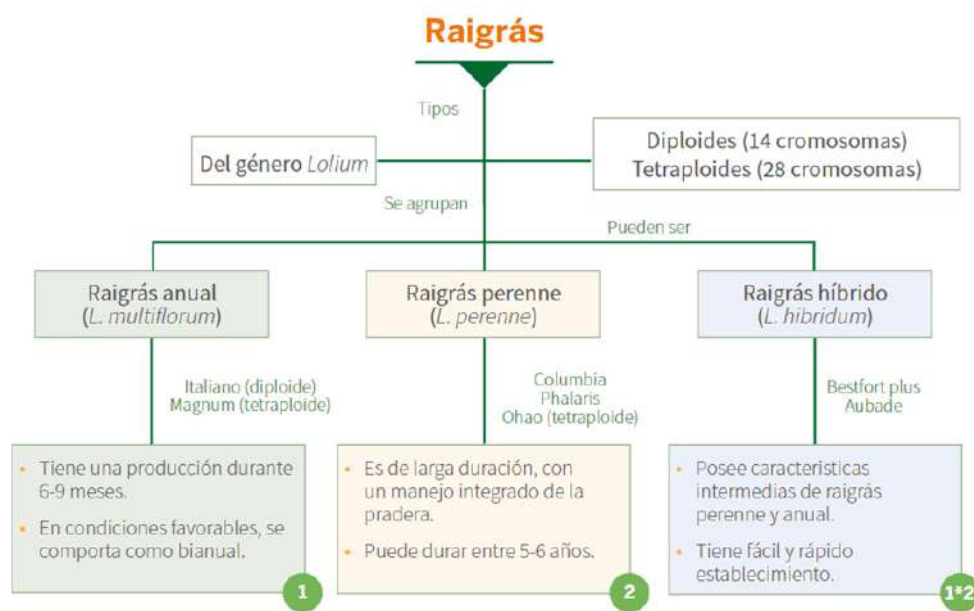 Raigrás
Tipos
Del género Lolium
Diploides (14 cromosomas)
Tetraploides (28 cromosomas)
Se agrupan
Pueden ser
Raigrás anual
(L. multiflorum)
Raigrás perenne
(L. perenne)
Raigrás híbrido
(L. hibridum)
Italiano (diploide)
Magnum (tetraploide)
Columbia
Phalaris
Ohao (tetraploide)
Bestfort plus
Aubade
• Tiene una producción durante
6-9 meses.
• En condiciones favorables, se
comporta como bianual.
1
• Es de larga duración, con
un manejo integrado de la
pradera.
• Puede durar entre 5-6 años.
2
• Posee caracteristicas
intermedias de raigrás
perenne y anual.
• Tiene fácil y rápido
establecimiento.
1*2